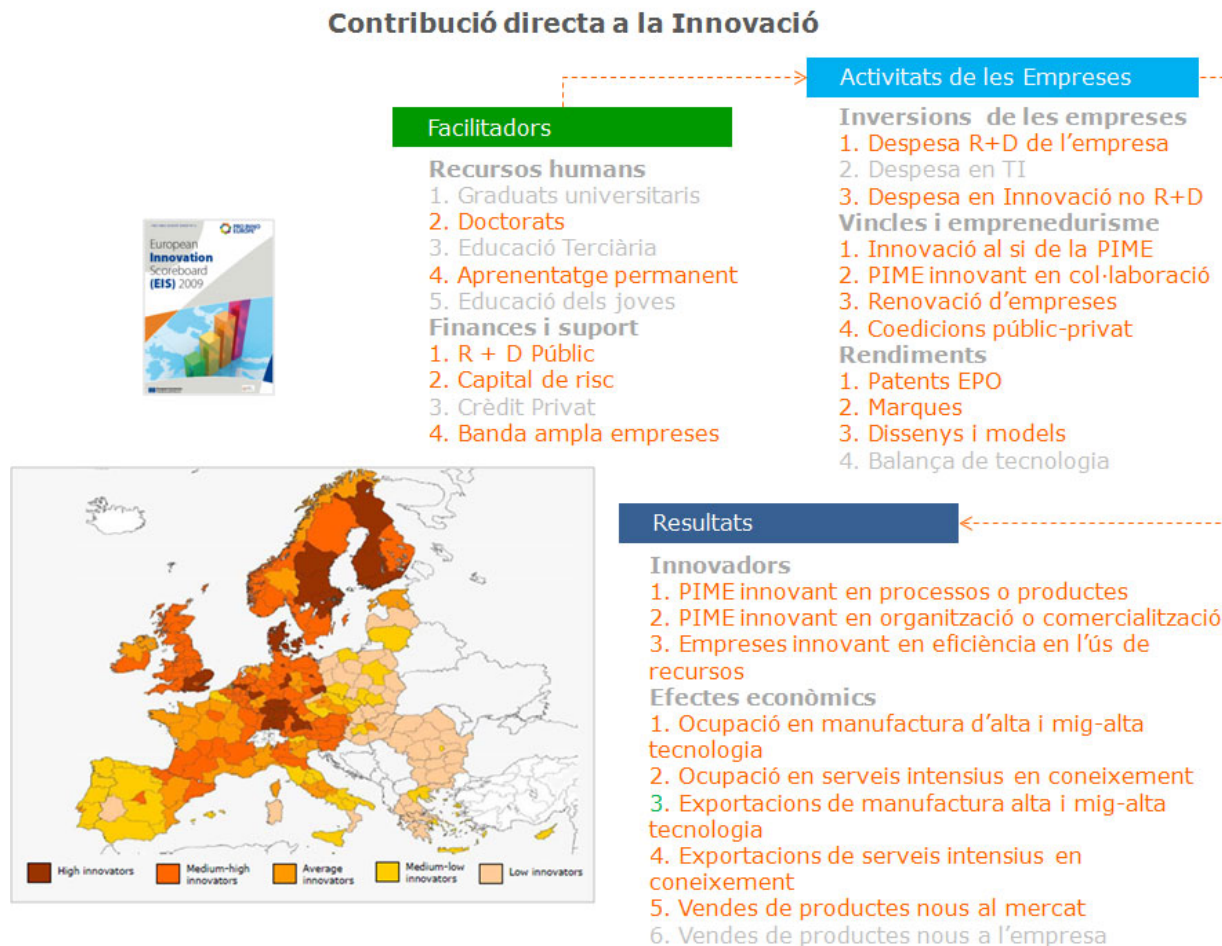 Contribució directa a la Innovació
Activitats de les Empreses
Inversions de les empreses
1. Despesa R+D de l'empresa
2. Despesa en TI
3. Despesa en Innovació no R+D
Vincles i emprenedurisme
1. Innovació al si de la PIME
2. PIME innovant en col·laboració
3. Renovació d'empreses
4. Coedicions públic-privat
Rendiments
1. Patents EPO
2. Marques
3. Dissenys i models
4. Balança de tecnologia
Facilitadors
Recursos humans
1. Graduats universitaris
2. Doctorats
3. Educació Terciària
4. Aprenentatge permanent
5. Educació dels joves
Finances i suport
1. R + D Públic
2. Capital de risc
3. Crèdit Privat
4. Banda ampla empreses
PRO INNO
EUROPE
European
Innovation
Scoreboard
(EIS) 2009
High innovators
Medium-high
innovators
Average
innovators
Medium-low
innovators
Low innovators
Resultats
Innovadors
1. PIME innovant en processos o productes
2. PIME innovant en organització o comercialització
3. Empreses innovant en eficiència en l'ús de
recursos
Efectes econòmics
1. Ocupació en manufactura d'alta i mig-alta
tecnologia
2. Ocupació en serveis intensius en coneixement
3. Exportacions de manufactura alta i mig-alta
tecnologia
4. Exportacions de serveis intensius en
coneixement
5. Vendes de productes nous al mercat
6. Vendes de productes nous a l'empresa